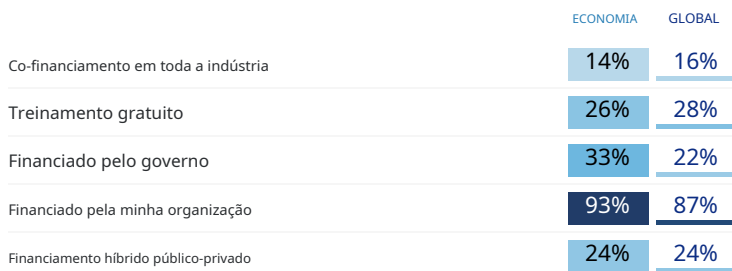 ECONOMIA GLOBAL
Co-financiamento em toda a indústria 14% 16%
Treinamento gratuito 26% 28%
Financiado pelo governo 33% 22%
Financiado pela minha organização 93% 87%
Financiamento híbrido público-privado 24% 24%